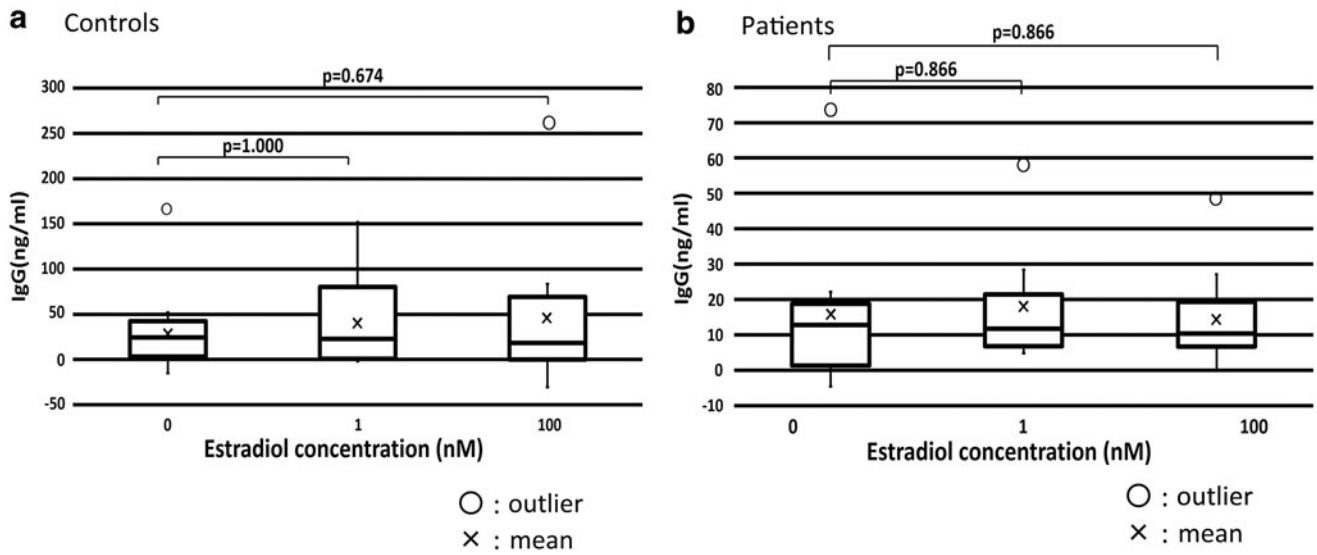 a Controls
p=0.674
p=1.000
300
250
200
150
100
50
0
-50
IgG(ng/ml)
0 1 100
Estradiol concentration (nM)
○ : outlier
× : mean
b Patients
p=0.866
p=0.866
80
70
60
50
40
30
20
10
0
-10
IgG(ng/ml)
0 1 100
Estradiol concentration (nM)
○ : outlier
× : mean